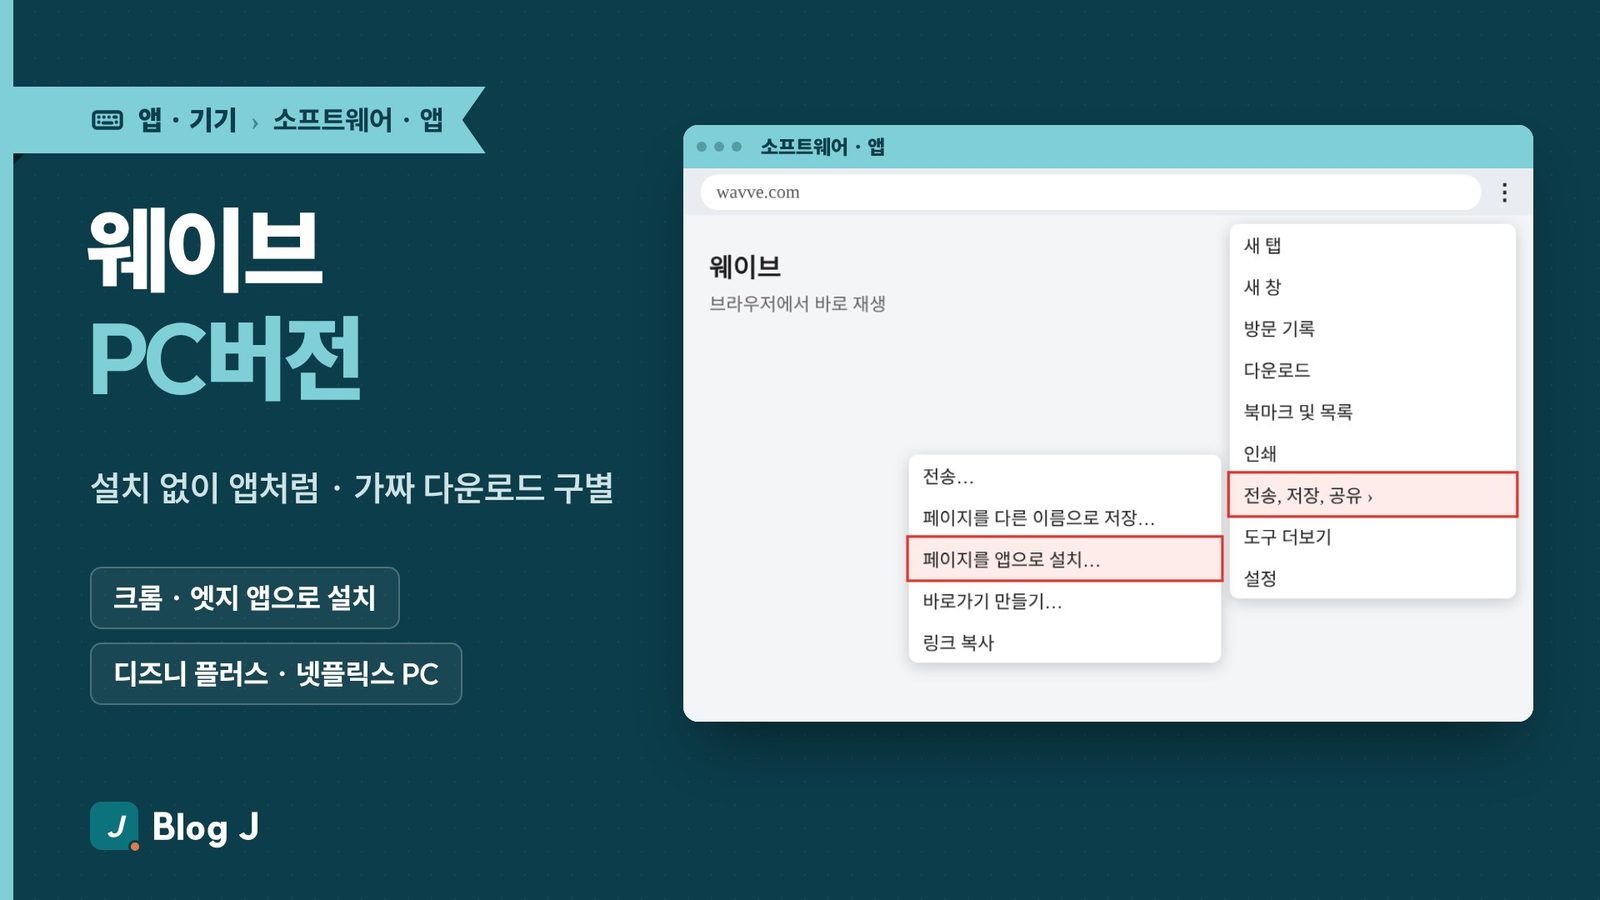 앱 · 기기 › 소프트웨어 · 앱
웨이브
PC버전
설치 없이 앱처럼 · 가짜 다운로드 구별
크롬 · 엣지 앱으로 설치
디즈니 플러스 · 넷플릭스 PC
J Blog J
소프트웨어 · 앱
wavve.com
웨이브
브라우저에서 바로 재생
새 탭
새 창
방문 기록
다운로드
북마크 및 목록
인쇄
전송, 저장, 공유 ›
도구 더보기
설정
전송...
페이지를 다른 이름으로 저장...
페이지를 앱으로 설치...
바로가기 만들기...
링크 복사